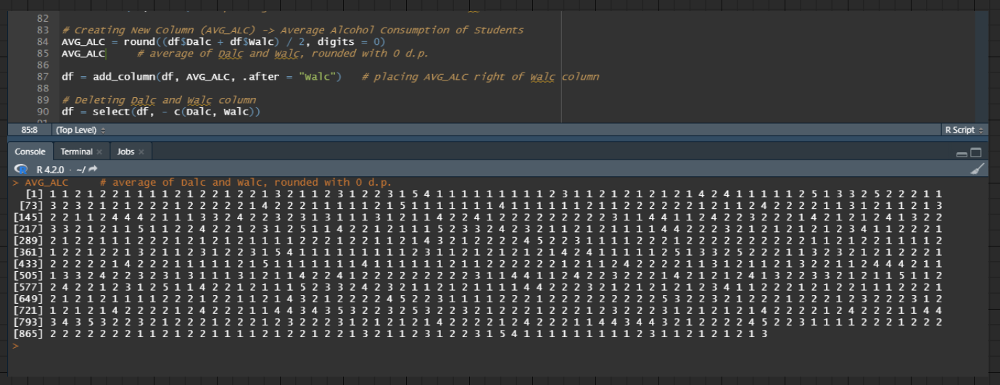 82
83 # Creating New Column (AVG_ALC) -> Average Alcohol Consumption of Students
84 AVG_ALC = round((df$Dalc + df$Walc) / 2, digits = 0)
85 AVG_ALC # average of Dalc and Walc, rounded with 0 d.p.
86
87 df = add_column(df, AVG_ALC, .after = "Walc") # placing AVG_ALC right of Walc column
88
89 # Deleting Dalc and Walc column
90 df = select(df, - c(Dalc, Walc))
85:8 (Top Level) R Script
Console Terminal Jobs
R 4.2.0 · ~/
> AVG_ALC # average of Dalc and Walc, rounded with 0 d.p.
[1] 1 1 2 1 2 2 1 1 1 1 2 1 2 2 1 2 2 1 3 2 1 1 2 3 1 2 2 3 1 5 4 1 1 1 1 1 1 1 1 1 2 3 1 1 2 1 2 1 2 1 2 1 4 2 4 1 1 1 1 1 2 5 1 3 3 2 5 2 2 2 1 1
[73] 3 2 3 2 1 2 1 2 2 2 1 2 2 2 2 2 1 4 2 2 2 1 1 1 1 1 2 1 5 1 1 1 1 1 1 1 4 1 1 1 1 1 1 2 1 1 2 2 2 2 2 2 1 2 1 1 2 4 2 2 2 2 1 1 3 1 2 1 1 2 1 3
[145] 2 2 1 1 2 4 4 4 2 1 1 1 3 3 2 4 2 2 3 2 3 1 3 1 1 1 3 1 2 1 1 4 2 2 4 1 2 2 2 2 2 2 2 2 2 3 1 1 4 4 1 1 2 4 2 2 3 2 2 2 1 4 2 1 2 1 2 4 1 3 2 2
[217] 3 3 2 1 2 1 1 5 1 1 2 2 4 2 2 1 2 3 1 2 5 1 1 4 2 2 1 2 1 1 1 5 2 3 3 2 4 2 3 2 1 1 2 1 2 1 1 1 1 4 4 2 2 2 3 2 1 2 1 2 1 2 1 2 3 4 1 1 2 2 2 1
[289] 2 1 2 2 1 1 1 2 2 2 1 2 1 2 1 1 1 1 2 2 2 1 2 2 1 1 2 1 4 3 2 1 2 2 2 2 4 5 2 2 3 1 1 1 1 2 2 2 1 2 2 2 2 2 2 2 2 2 2 2 2 1 1 2 1 2 2 1 1 1 1 2
[361] 1 2 2 1 2 2 1 3 2 1 1 2 3 1 2 2 3 1 5 4 1 1 1 1 1 1 1 1 1 2 3 1 1 2 1 2 1 2 1 2 1 4 2 4 1 1 1 1 1 2 5 1 3 3 2 5 2 2 2 1 1 3 2 3 2 1 2 1 2 2 2 1
[433] 2 2 2 2 2 1 4 2 2 2 1 1 1 1 1 2 1 5 1 1 1 1 1 1 1 4 1 1 1 1 1 1 2 1 1 2 2 2 2 2 2 1 2 1 1 2 4 2 2 2 2 1 1 3 1 2 1 1 2 1 3 2 2 1 1 2 4 4 4 2 1 1
[505] 1 3 3 2 4 2 2 3 2 3 1 3 1 1 1 3 1 2 1 1 4 2 2 4 1 2 2 2 2 2 2 2 2 2 3 1 1 4 4 1 1 2 4 2 2 3 2 2 2 1 4 2 1 2 1 2 4 1 3 2 2 3 3 2 1 2 1 1 5 1 1 2
[577] 2 4 2 2 1 2 3 1 2 5 1 1 4 2 2 1 2 1 1 1 5 2 3 3 2 4 2 3 2 1 1 2 1 2 1 1 1 1 4 4 2 2 2 3 2 1 2 1 2 1 2 1 2 3 4 1 1 2 2 2 1 2 1 2 2 1 1 1 2 2 2 1
[649] 2 1 2 1 2 1 1 1 1 2 2 2 1 2 2 1 1 2 1 4 3 2 1 2 2 2 2 4 5 2 2 3 1 1 1 1 2 2 2 1 2 2 2 2 2 2 2 2 2 5 3 2 2 3 2 1 2 2 2 1 2 2 2 1 2 3 2 2 2 3 1 2
[721] 1 2 1 2 1 4 2 2 2 2 1 2 4 2 2 2 1 1 4 4 3 4 3 5 3 2 2 3 2 5 3 2 2 3 2 1 2 2 2 1 2 2 2 1 2 3 2 2 2 3 1 2 1 2 1 2 1 4 2 2 2 2 1 2 4 2 2 2 1 1 4 4
[793] 3 4 3 5 3 2 2 3 2 1 2 2 2 1 2 2 2 1 2 3 2 2 2 3 1 2 1 2 1 2 1 4 2 2 2 2 1 2 4 2 2 2 1 1 4 4 3 4 4 3 2 1 2 2 2 2 4 5 2 2 3 1 1 1 1 2 2 2 1 2 2 2
[865] 2 2 2 2 2 2 2 1 1 2 1 2 2 1 1 1 1 2 1 2 2 1 2 2 1 3 2 1 1 2 3 1 2 2 3 1 5 4 1 1 1 1 1 1 1 1 1 2 3 1 1 2 1 2 1 2 1 3
>